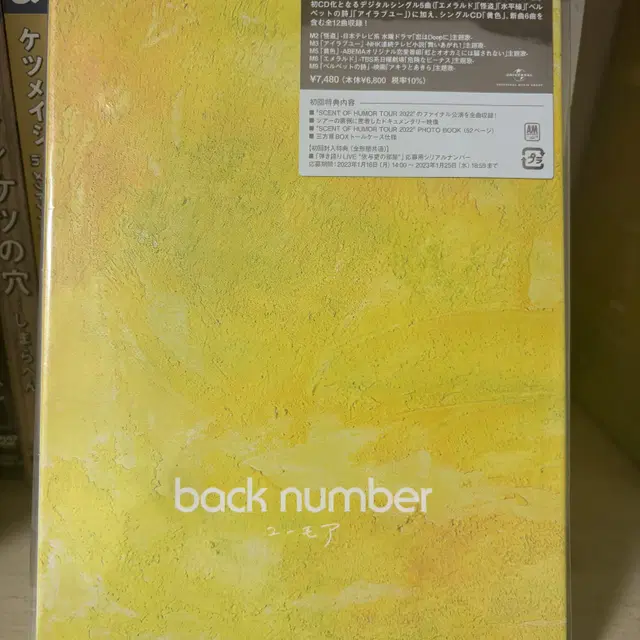 初CD化となるデジタルシングル5曲(『エメラルド』『怪盗』『水平線』『ベル
ベットの詩』『アイラブユー』)に加え、シングルCD『黄色』、新曲6曲を
含む全12曲収録!
M2「怪盗」-日本テレビ系 水曜ドラマ「恋はDeepに」主題歌-
M3「アイラブユー」-NHK連続テレビ小説「舞いあがれ!」主題歌-
M5「黄色」-ABEMAオリジナル恋愛番組「虹とオオカミには騙されない」主題歌-
M6「エメラルド」-TBS系日曜劇場「危険なビーナス」主題歌-
「ベルベットの詩」-映画「アキラとあきら」主題歌-
¥7,480(本体¥6,800 税率10%)
UNIVERSAL
初回特典内容
■"SCENT OF HUMOR TOUR 2022"のファイナル公演を全曲収録!
■ツアーの裏側に密着したドキュメンタリー映像
■"SCENT OF HUMOR TOUR 2022" PHOTO BOOK (52ページ)
■三方背BOXトールケース仕様
[初回封入特典(全形態共通)]
■「弾き語りLIVE "放与愛の部屋"」応募用シリアルナンバー
応募期間:2023年1月16日(月)14:00～2023年1月25日(水)18:59まで
A&M
プラ
back number
ユーモア
ケツメイシ
ケツの穴